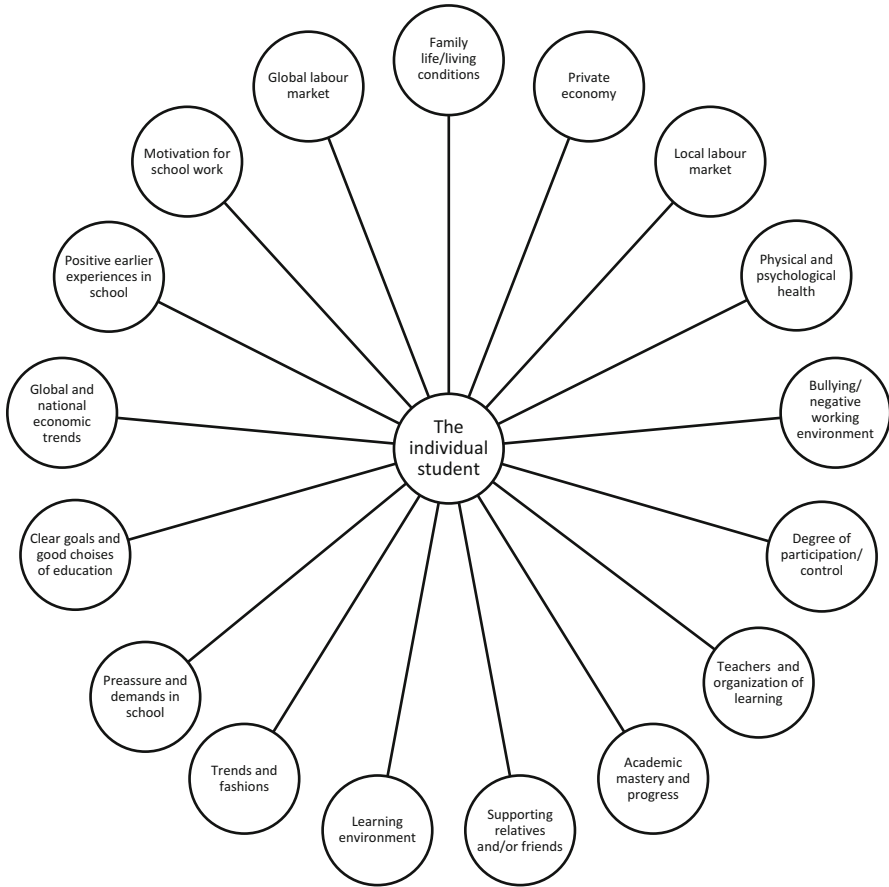 Family
life/living
conditions
Private
economy
Local labour
market
Physical and
psychological
health
Bullying/
negative
working
environment
Degree of
participation/
control
Teachers and
organization of
learning
Academic
mastery and
progress
Supporting
relatives
and/or friends
Learning
environment
Trends and
fashions
Preassure and
demands in
school
Clear goals and
good choises
of education
Global and
national
economic
trends
Positive earlier
experiences in
school
Motivation for
school work
Global labour
market
The
individual
student